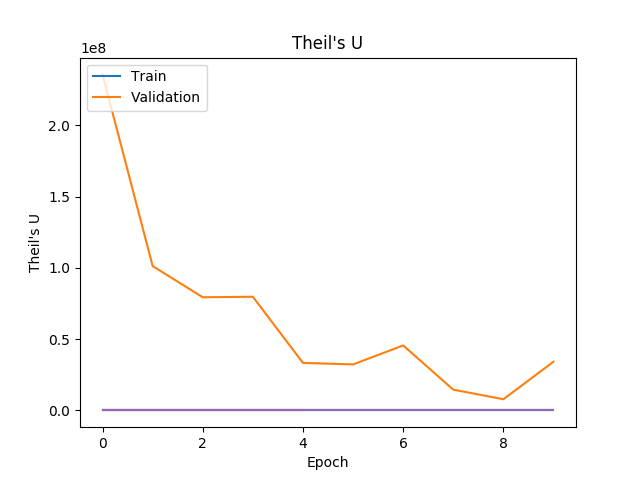 Theil's U
1e8
Train
Validation
2.0
1.5
1.0
0.5
0.0
Theil's U
0 2 4 6 8
Epoch